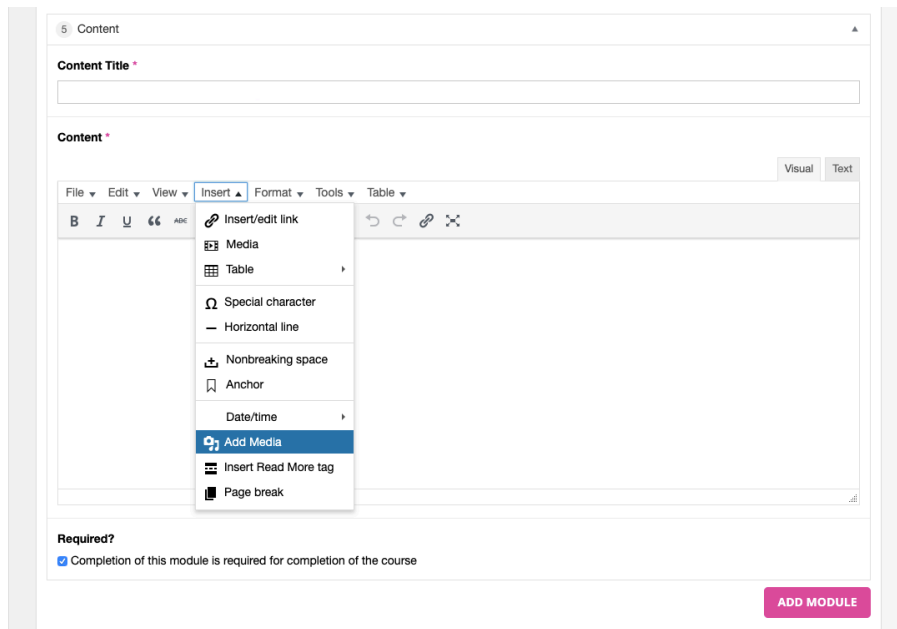 5 Content
Content Title *
Content *
Visual Text
File Edit View Insert Format Tools Table
B I U ABC
Insert/edit link
Media
Table
Special character
Horizontal line
Nonbreaking space
Anchor
Date/time
Add Media
Insert Read More tag
Page break
Required?
Completion of this module is required for completion of the course
ADD MODULE